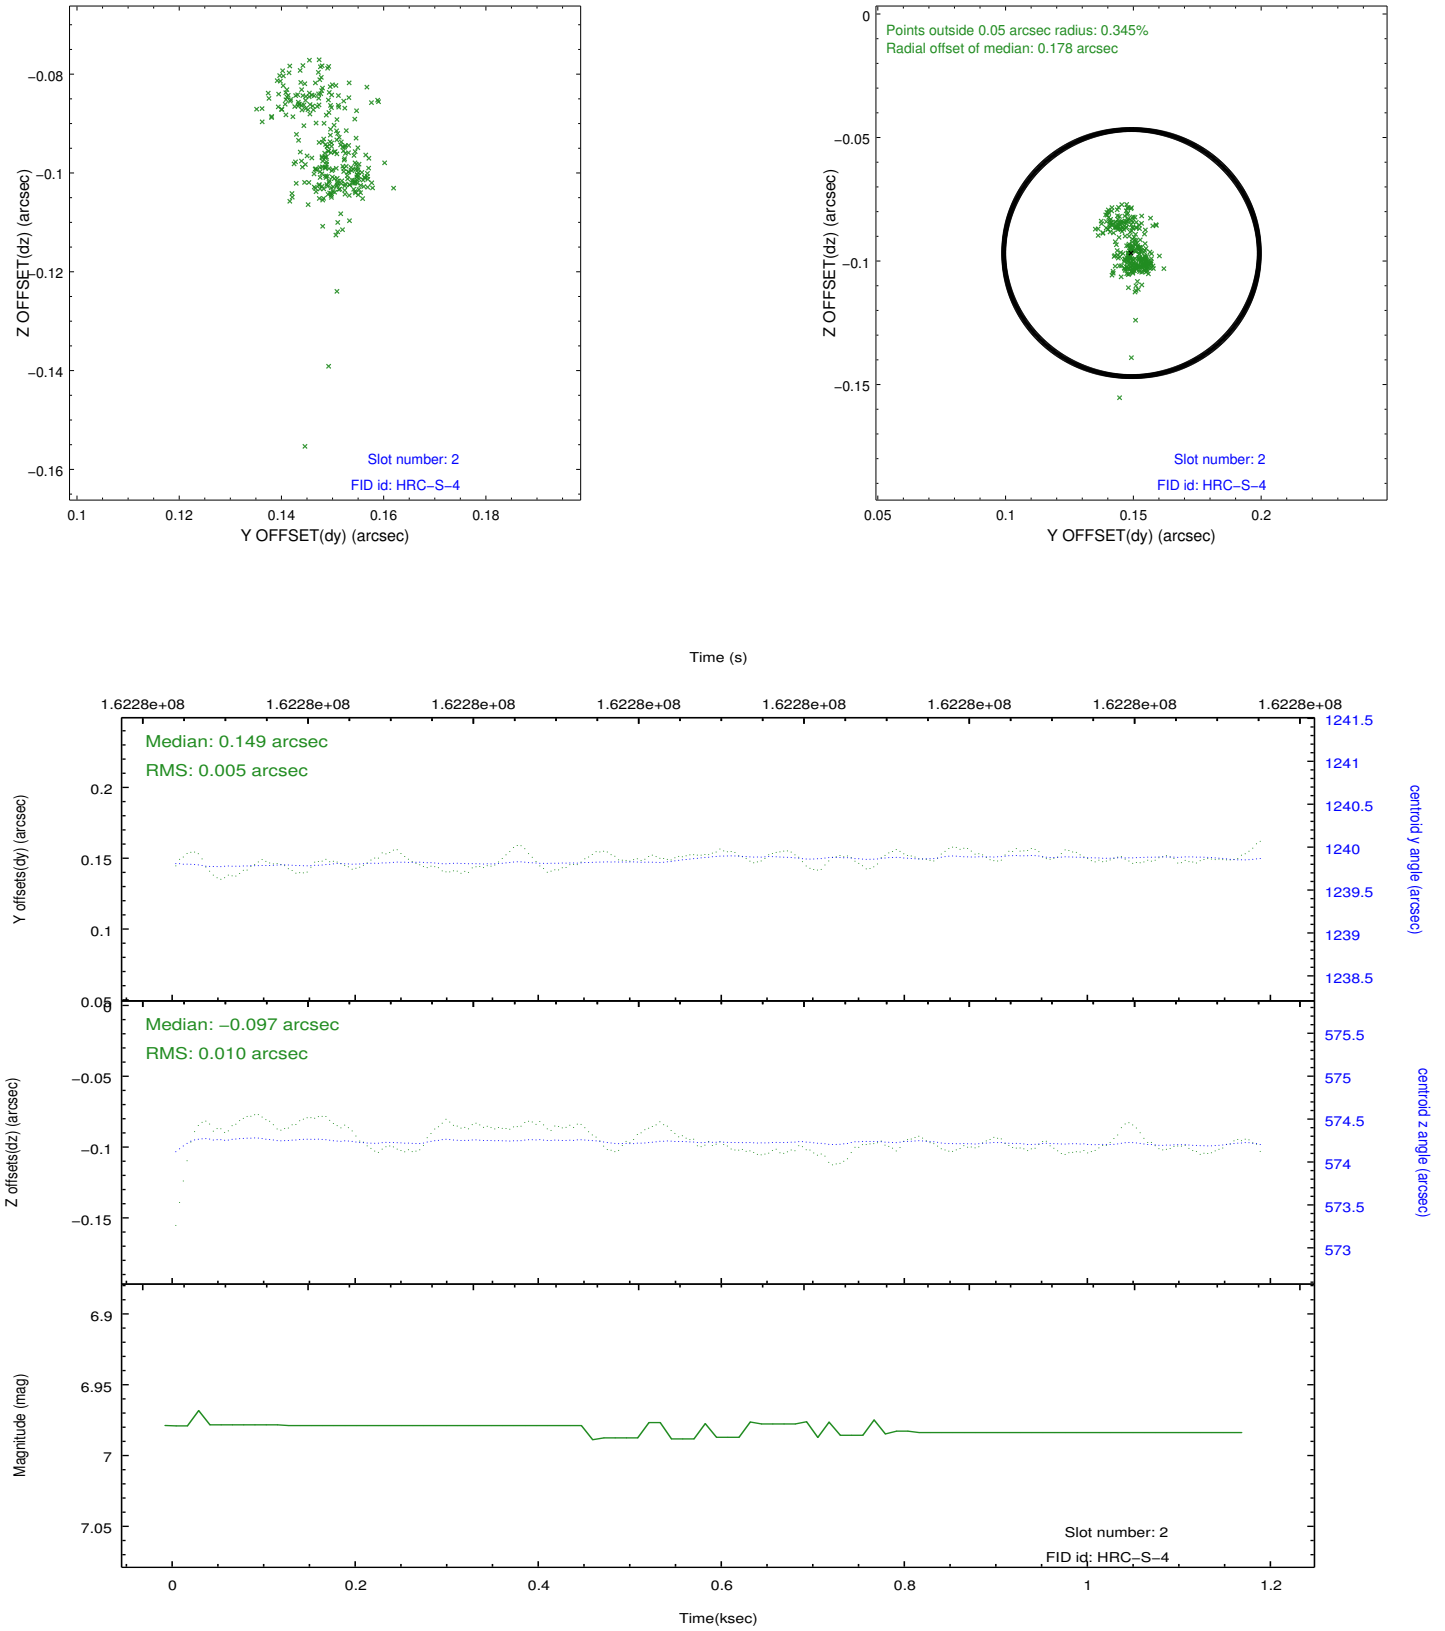 −0.08
−0.1
−0.12
−0.14
−0.16
Z OFFSET(dz) (arcsec)
Slot number: 2
FID id: HRC−S−4
0.1 0.12 0.14 0.16 0.18
Y OFFSET(dy) (arcsec)
Points outside 0.05 arcsec radius: 0.345%
Radial offset of median: 0.178 arcsec
0
−0.05
−0.1
−0.15
Z OFFSET(dz) (arcsec)
Slot number: 2
FID id: HRC−S−4
0.05 0.1 0.15 0.2
Y OFFSET(dy) (arcsec)
Time (s)
1.6228e+08 1.6228e+08 1.6228e+08 1.6228e+08 1.6228e+08 1.6228e+08 1.6228e+08 1.6228e+08
Median: 0.149 arcsec
RMS: 0.005 arcsec
0.2
0.15
0.1
0.05
Y offsets(dy) (arcsec)
1241.5
1241
1240.5
1240
1239.5
1239
1238.5
centroid y angle (arcsec)
Median: −0.097 arcsec
RMS: 0.010 arcsec
0
−0.05
−0.1
−0.15
Z offsets(dz) (arcsec)
575.5
575
574.5
574
573.5
573
centroid z angle (arcsec)
6.9
6.95
7
7.05
Magnitude (mag)
Slot number: 2
FID id: HRC−S−4
0 0.2 0.4 0.6 0.8 1 1.2
Time(ksec)